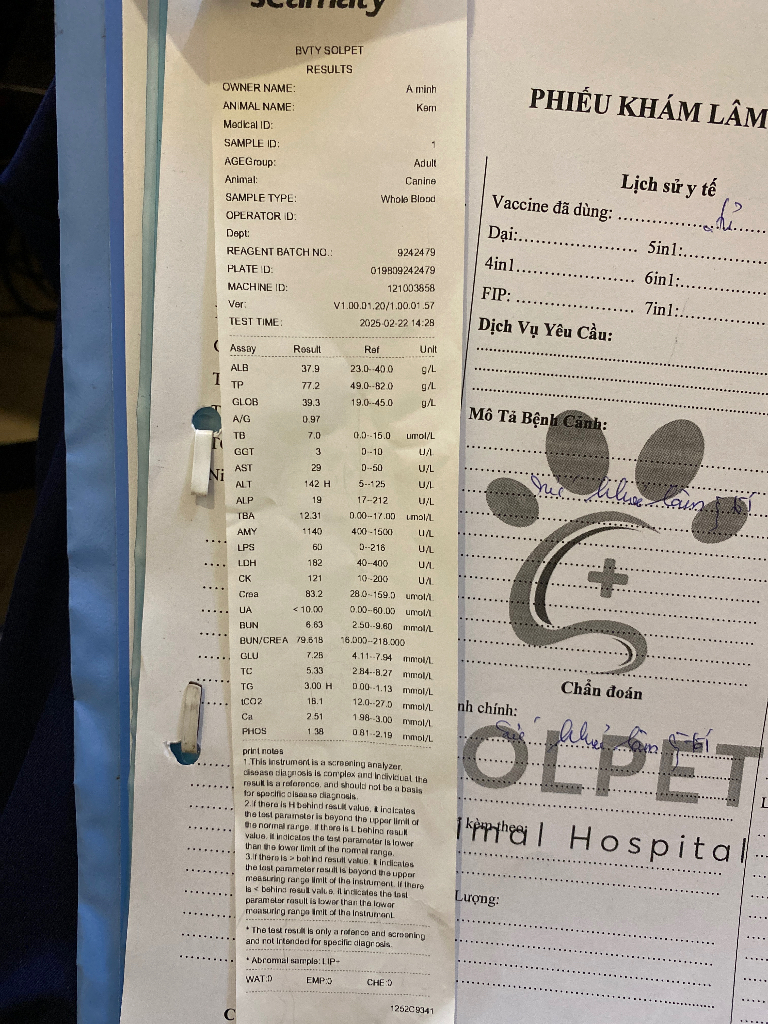 scamaty
BVTY SOLPET
RESULTS
OWNER NAME: A minh
ANIMAL NAME: Kem
Medical ID:
SAMPLE ID: 1
AGEGroup: Adult
Animal: Canine
SAMPLE TYPE: Whole Blood
OPERATOR ID:
Dept:
REAGENT BATCH NO.: 9242479
PLATE ID: 019809242479
MACHINE ID: 121003858
Ver: V1.00.01.20/1.00.01.57
TEST TIME: 2025-02-22 14:28
Assay Result Ref Unit
ALB 37.9 23.0--40.0 g/L
TP 77.2 49.0--82.0 g/L
GLOB 39.3 19.0--45.0 g/L
A/G 0.97
TB 7.0 0.0--15.0 umol/L
GGT 3 0--10 U/L
AST 29 0--50 U/L
ALT 142 H 5--125 U/L
ALP 19 17--212 U/L
TBA 12.31 0.00--17.00 umol/L
AMY 1140 400--1500 U/L
LPS 60 0--216 U/L
LDH 182 40--400 U/L
CK 121 10--200 U/L
Crea 83.2 28.0--159.0 umol/L
UA < 10.00 0.00--60.00 umol/L
BUN 6.63 2.50--9.60 mmol/L
BUN/CREA 79.618 16.000--218.000
GLU 7.25 4.11--7.94 mmol/L
TC 5.33 2.84--8.27 mmol/L
TG 3.00 H 0.00--1.13 mmol/L
tCO2 16.1 12.0--27.0 mmol/L
Ca 2.51 1.98--3.00 mmol/L
PHOS 1.38 0.81--2.19 mmol/L
print notes
1.This instrument is a screening analyzer,
disease diagnosis is complex and individual, the
result is a reference, and should not be a basis
for specific disease diagnosis.
2.If there is H behind result value, it indicates
the test parameter is beyond the upper limit of
the normal range. If there is L behind result
value. It indicates the test parameter is lower
than the lower limit of the normal range.
3.If there is > behind result value. It indicates
the test parameter result is beyond the upper
measuring range limit of the instrument. If there
is < behind result value, it indicates the test
parameter result is lower than the lower
measuring range limit of the instrument.
* The test result is only a refence and screening
and not intended for specific diagnosis.
* Abnormal sample: LIP+
WAT:0 EMP:0 CHE:0
1252C9341
PHIẾU KHÁM LÂM
Lịch sử y tế
Vaccine đã dùng:
Dại: 5in1:
4in1 6in1:
FIP: 7in1:
Dịch Vụ Yêu Cầu:
Mô Tả Bệnh Cảnh:
Chẩn đoán
nh chính:
OLPET
kèm theo:
imal Hospital
Lượng: